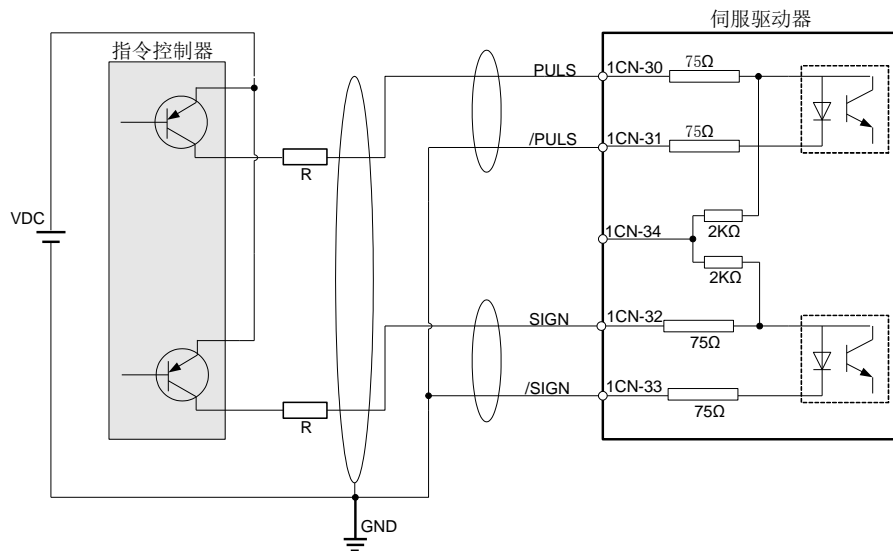 伺服驱动器
指令控制器
PULS
1CN-30
75Ω
/PULS
1CN-31
75Ω
R
VDC
1CN-34
2KΩ
2KΩ
SIGN
1CN-32
75Ω
/SIGN
1CN-33
75Ω
R
GND